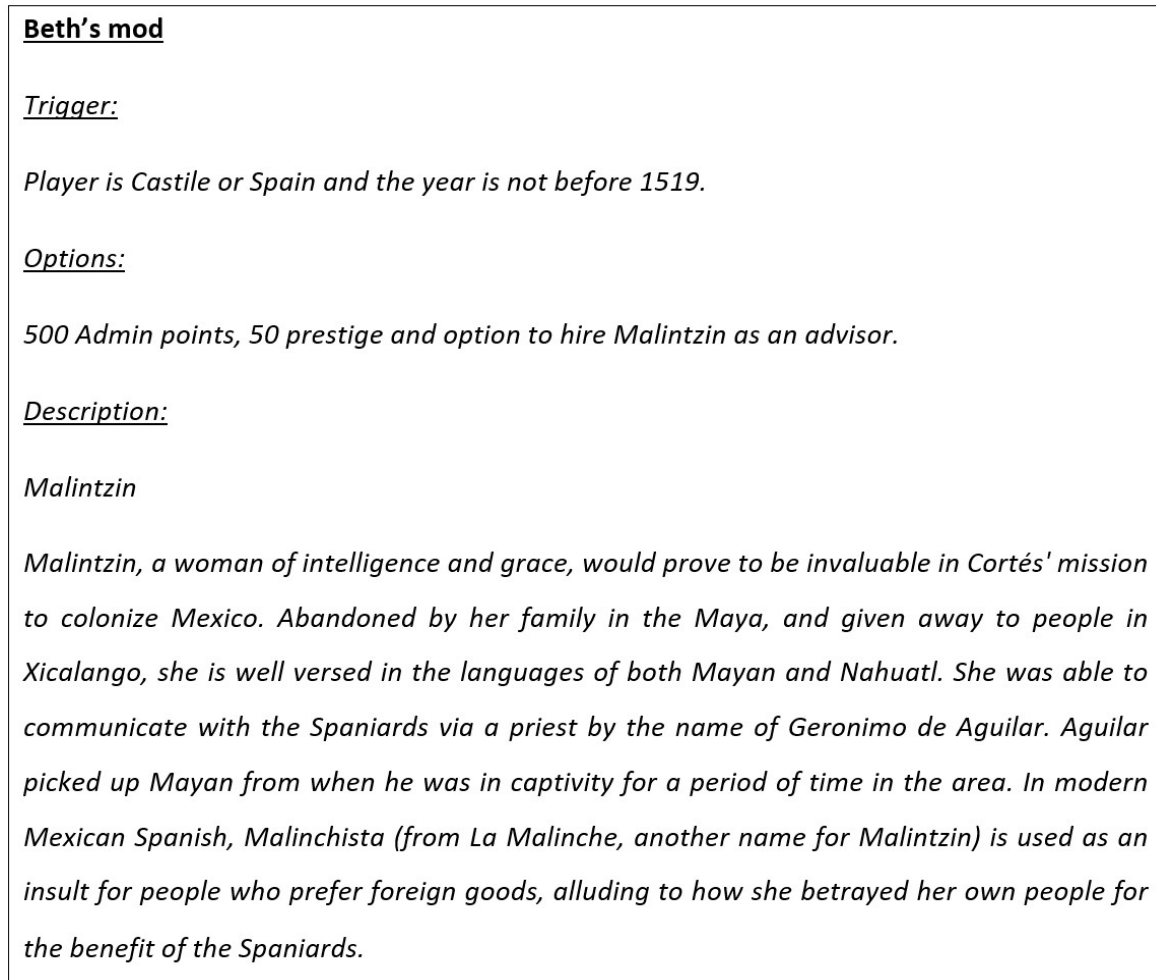 Beth’s mod
Trigger:
Player is Castile or Spain and the year is not before 1519.
Options:
500 Admin points, 50 prestige and option to hire Malintzin as an advisor.
Description:
Malintzin
Malintzin, a woman of intelligence and grace, would prove to be invaluable in Cortés' mission
to colonize Mexico. Abandoned by her family in the Maya, and given away to people in
Xicalango, she is well versed in the languages of both Mayan and Nahuatl. She was able to
communicate with the Spaniards via a priest by the name of Geronimo de Aguilar. Aguilar
picked up Mayan from when he was in captivity for a period of time in the area. In modern
Mexican Spanish, Malinchista (from La Malinche, another name for Malintzin) is used as an
insult for people who prefer foreign goods, alluding to how she betrayed her own people for
the benefit of the Spaniards.